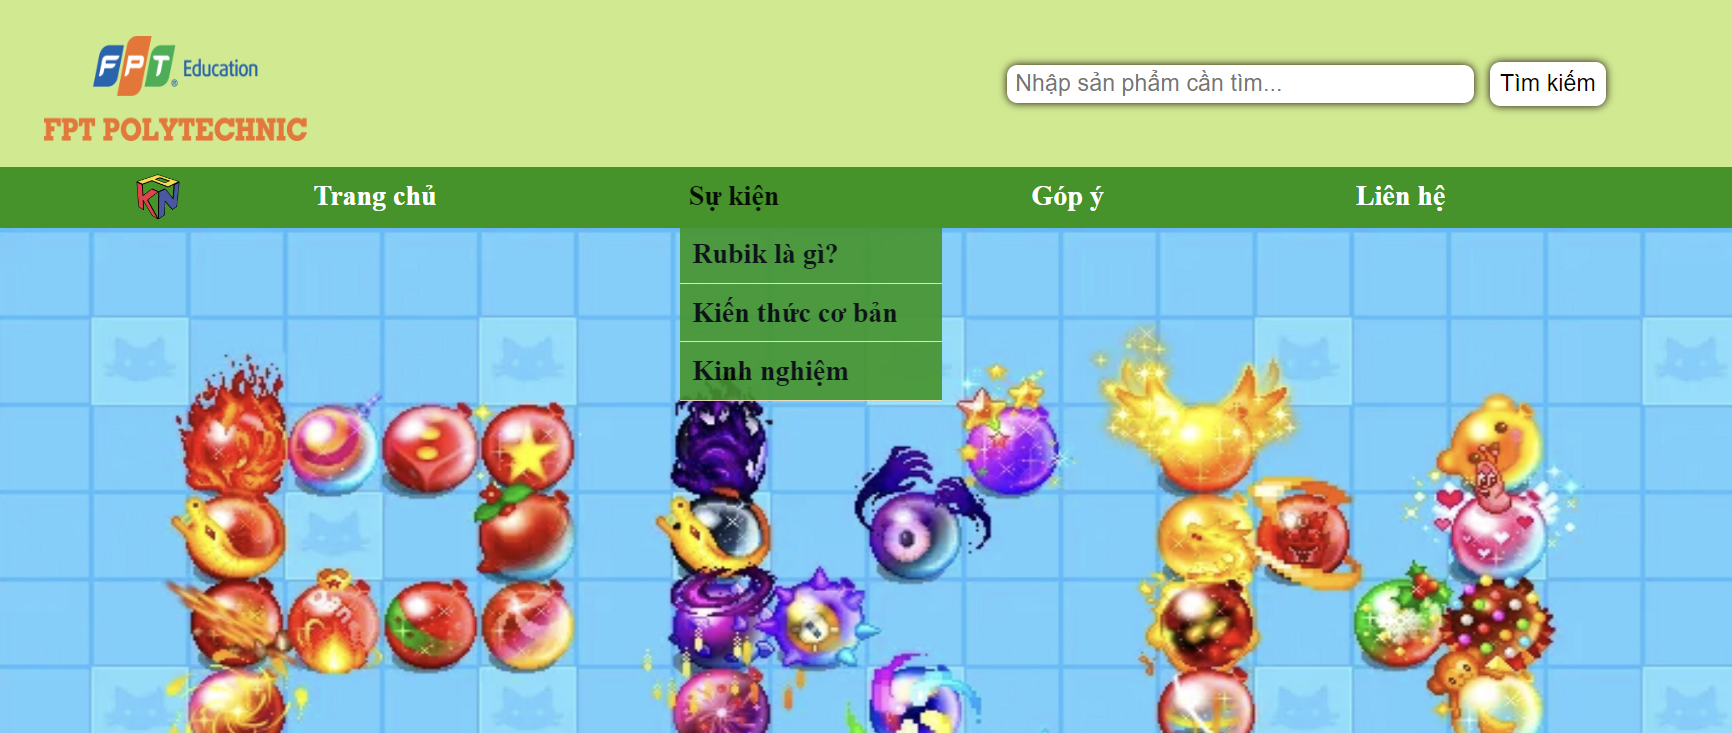 FPT Education
FPT POLYTECHNIC
Nhập sản phẩm cần tìm...
Tìm kiếm
PKN
Trang chủ
Sự kiện
Góp ý
Liên hệ
Rubik là gì?
Kiến thức cơ bản
Kinh nghiệm